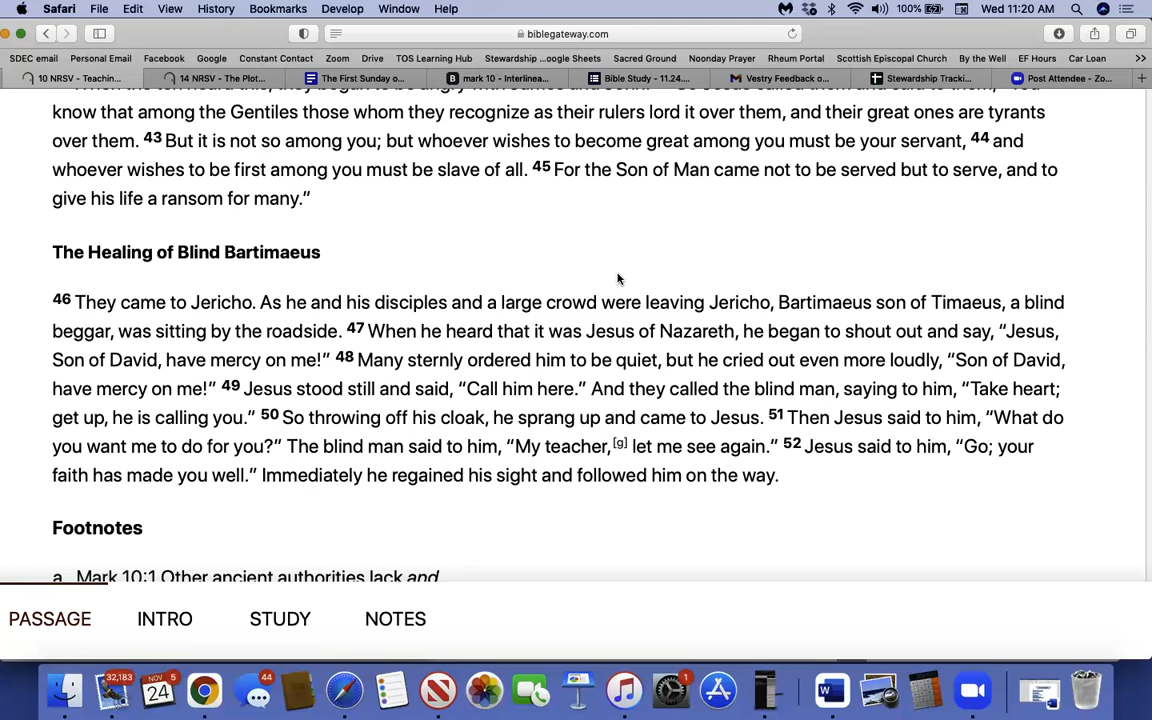 Safari File Edit View History Bookmarks Develop Window Help 100% Wed 11:20 AM
biblegateway.com
SDEC email Personal Email Facebook Google Constant Contact Zoom Drive TOS Learning Hub Stewardship ...oogle Sheets Sacred Ground Noonday Prayer Rheum Portal Scottish Episcopal Church By the Well EF Hours Car Loan >>
10 NRSV - Teachin... 14 NRSV - The Plot... The First Sunday o... mark 10 - Interlinea... Bible Study - 11.24.... Vestry Feedback o... Stewardship Tracki... Post Attendee - Zo...
know that among the Gentiles those whom they recognize as their rulers lord it over them, and their great ones are tyrants
over them. 43 But it is not so among you; but whoever wishes to become great among you must be your servant, 44 and
whoever wishes to be first among you must be slave of all. 45 For the Son of Man came not to be served but to serve, and to
give his life a ransom for many.”
The Healing of Blind Bartimaeus
46 They came to Jericho. As he and his disciples and a large crowd were leaving Jericho, Bartimaeus son of Timaeus, a blind
beggar, was sitting by the roadside. 47 When he heard that it was Jesus of Nazareth, he began to shout out and say, “Jesus,
Son of David, have mercy on me!” 48 Many sternly ordered him to be quiet, but he cried out even more loudly, “Son of David,
have mercy on me!” 49 Jesus stood still and said, “Call him here.” And they called the blind man, saying to him, “Take heart;
get up, he is calling you.” 50 So throwing off his cloak, he sprang up and came to Jesus. 51 Then Jesus said to him, “What do
you want me to do for you?” The blind man said to him, “My teacher,[g] let me see again.” 52 Jesus said to him, “Go; your
faith has made you well.” Immediately he regained his sight and followed him on the way.
Footnotes
a. Mark 10:1 Other ancient authorities lack and
PASSAGE INTRO STUDY NOTES
32,183 NOV 5 24 44 1